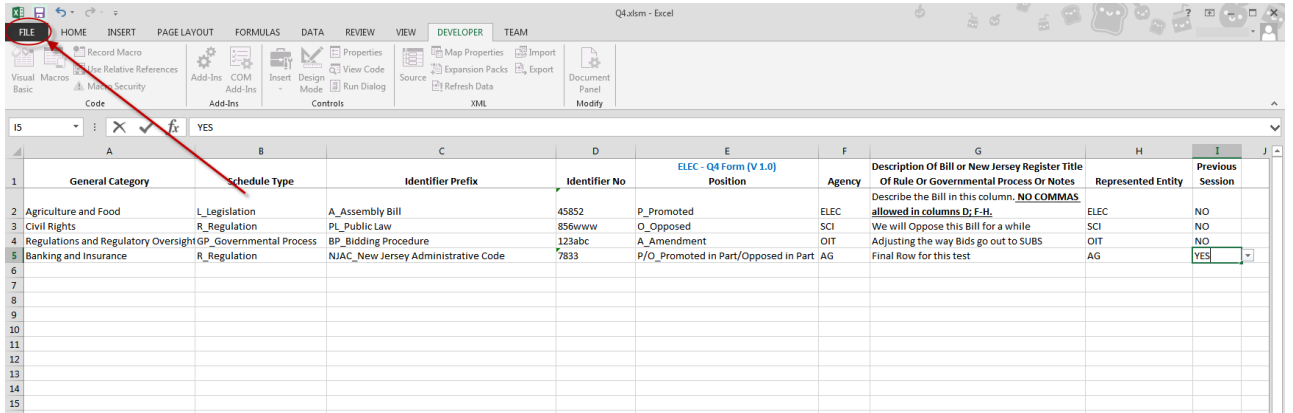 Q4.xlsm - Excel
FILE HOME INSERT PAGE LAYOUT FORMULAS DATA REVIEW VIEW DEVELOPER TEAM
Visual Basic
Macros
Record Macro
Use Relative References
Macro Security
Code
Add-Ins
COM Add-Ins
Add-Ins
Insert
Design Mode
Properties
View Code
Run Dialog
Controls
Source
Map Properties
Expansion Packs
Refresh Data
Import
Export
XML
Document Panel
Modify
I5 fx YES
A B C D E F G H I J
ELEC - Q4 Form (V 1.0) Description Of Bill or New Jersey Register Title Previous
1 General Category Schedule Type Identifier Prefix Identifier No Position Agency Of Rule Or Governmental Process Or Notes Represented Entity Session
Describe the Bill in this column. NO COMMAS
2 Agriculture and Food L_Legislation A_Assembly Bill 45852 P_Promoted ELEC allowed in columns D; F-H. ELEC NO
3 Civil Rights R_Regulation PL_Public Law 856www O_Opposed SCI We will Oppose this Bill for a while SCI NO
4 Regulations and Regulatory Oversight GP_Governmental Process BP_Bidding Procedure 123abc A_Amendment OIT Adjusting the way Bids go out to SUBS OIT NO
5 Banking and Insurance R_Regulation NJAC_New Jersey Administrative Code 7833 P/O_Promoted in Part/Opposed in Part AG Final Row for this test AG YES
6
7
8
9
10
11
12
13
14
15